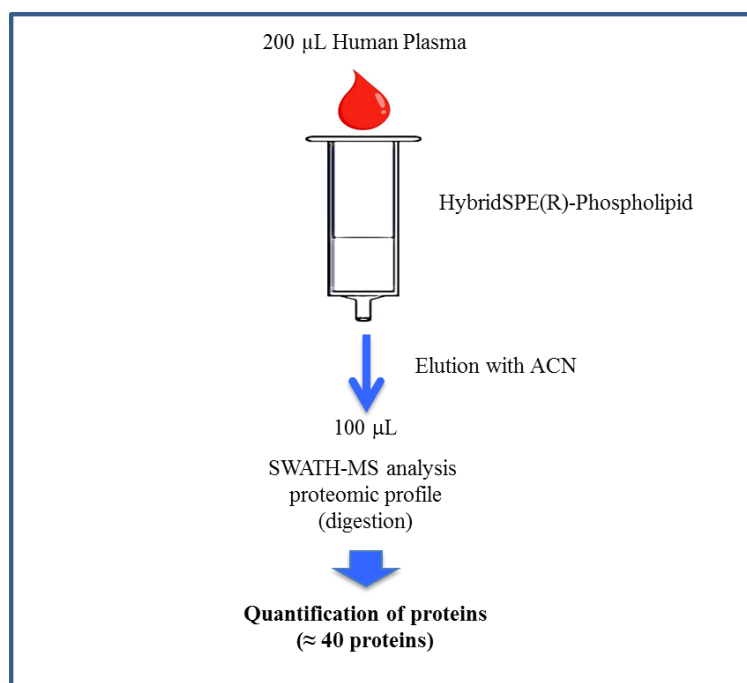 200 µL Human Plasma
HybridSPE(R)-Phospholipid
Elution with ACN
100 µL
SWATH-MS analysis
proteomic profile
(digestion)
Quantification of proteins
(≈ 40 proteins)